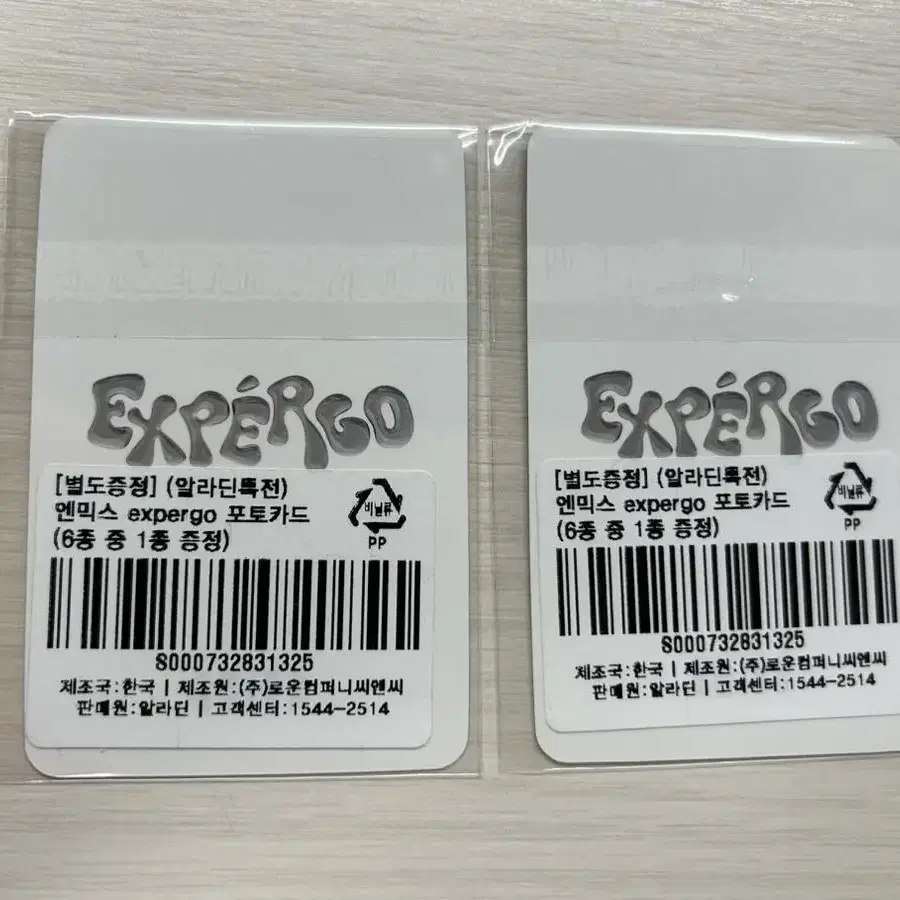 EXPÉRGO
[별도증정] (알라딘특전)
엔믹스 expergo 포토카드
(6종 중 1종 증정)
비닐류
PP
S000732831325
제조국:한국 | 제조원:(주)로운컴퍼니씨앤씨
판매원:알라딘 | 고객센터:1544-2514
EXPÉRGO
[별도증정] (알라딘특전)
엔믹스 expergo 포토카드
(6종 중 1종 증정)
비닐류
PP
S000732831325
제조국:한국 | 제조원:(주)로운컴퍼니씨앤씨
판매원:알라딘 | 고객센터:1544-2514